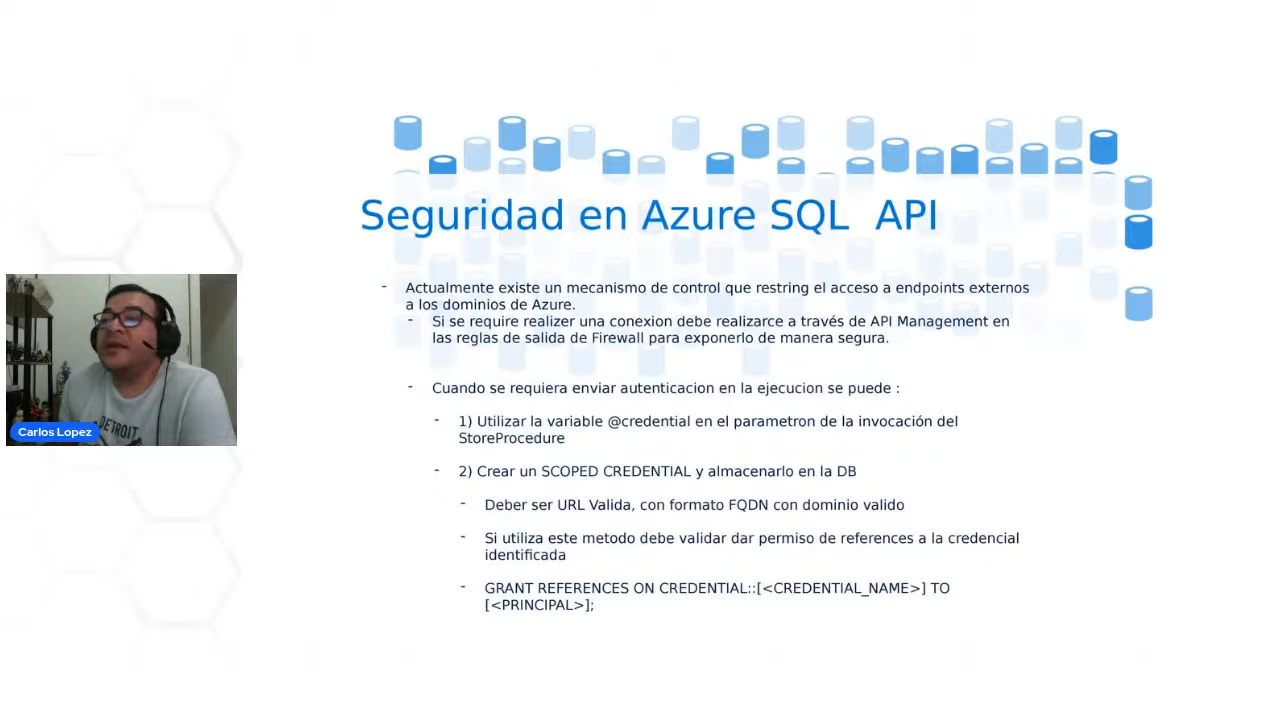 Seguridad en Azure SQL  API
- Actualmente existe un mecanismo de control que restring el acceso a endpoints externos
a los dominios de Azure.
- Si se require realizer una conexion debe realizarce a través de API Management en
las reglas de salida de Firewall para exponerlo de manera segura.
- Cuando se requiera enviar autenticacion en la ejecucion se puede :
- 1) Utilizar la variable @credential en el parametron de la invocación del
StoreProcedure
- 2) Crear un SCOPED CREDENTIAL y almacenarlo en la DB
- Deber ser URL Valida, con formato FQDN con dominio valido
- Si utiliza este metodo debe validar dar permiso de references a la credencial
identificada
- GRANT REFERENCES ON CREDENTIAL::[<CREDENTIAL_NAME>] TO
[<PRINCIPAL>];
DETROIT
Carlos Lopez